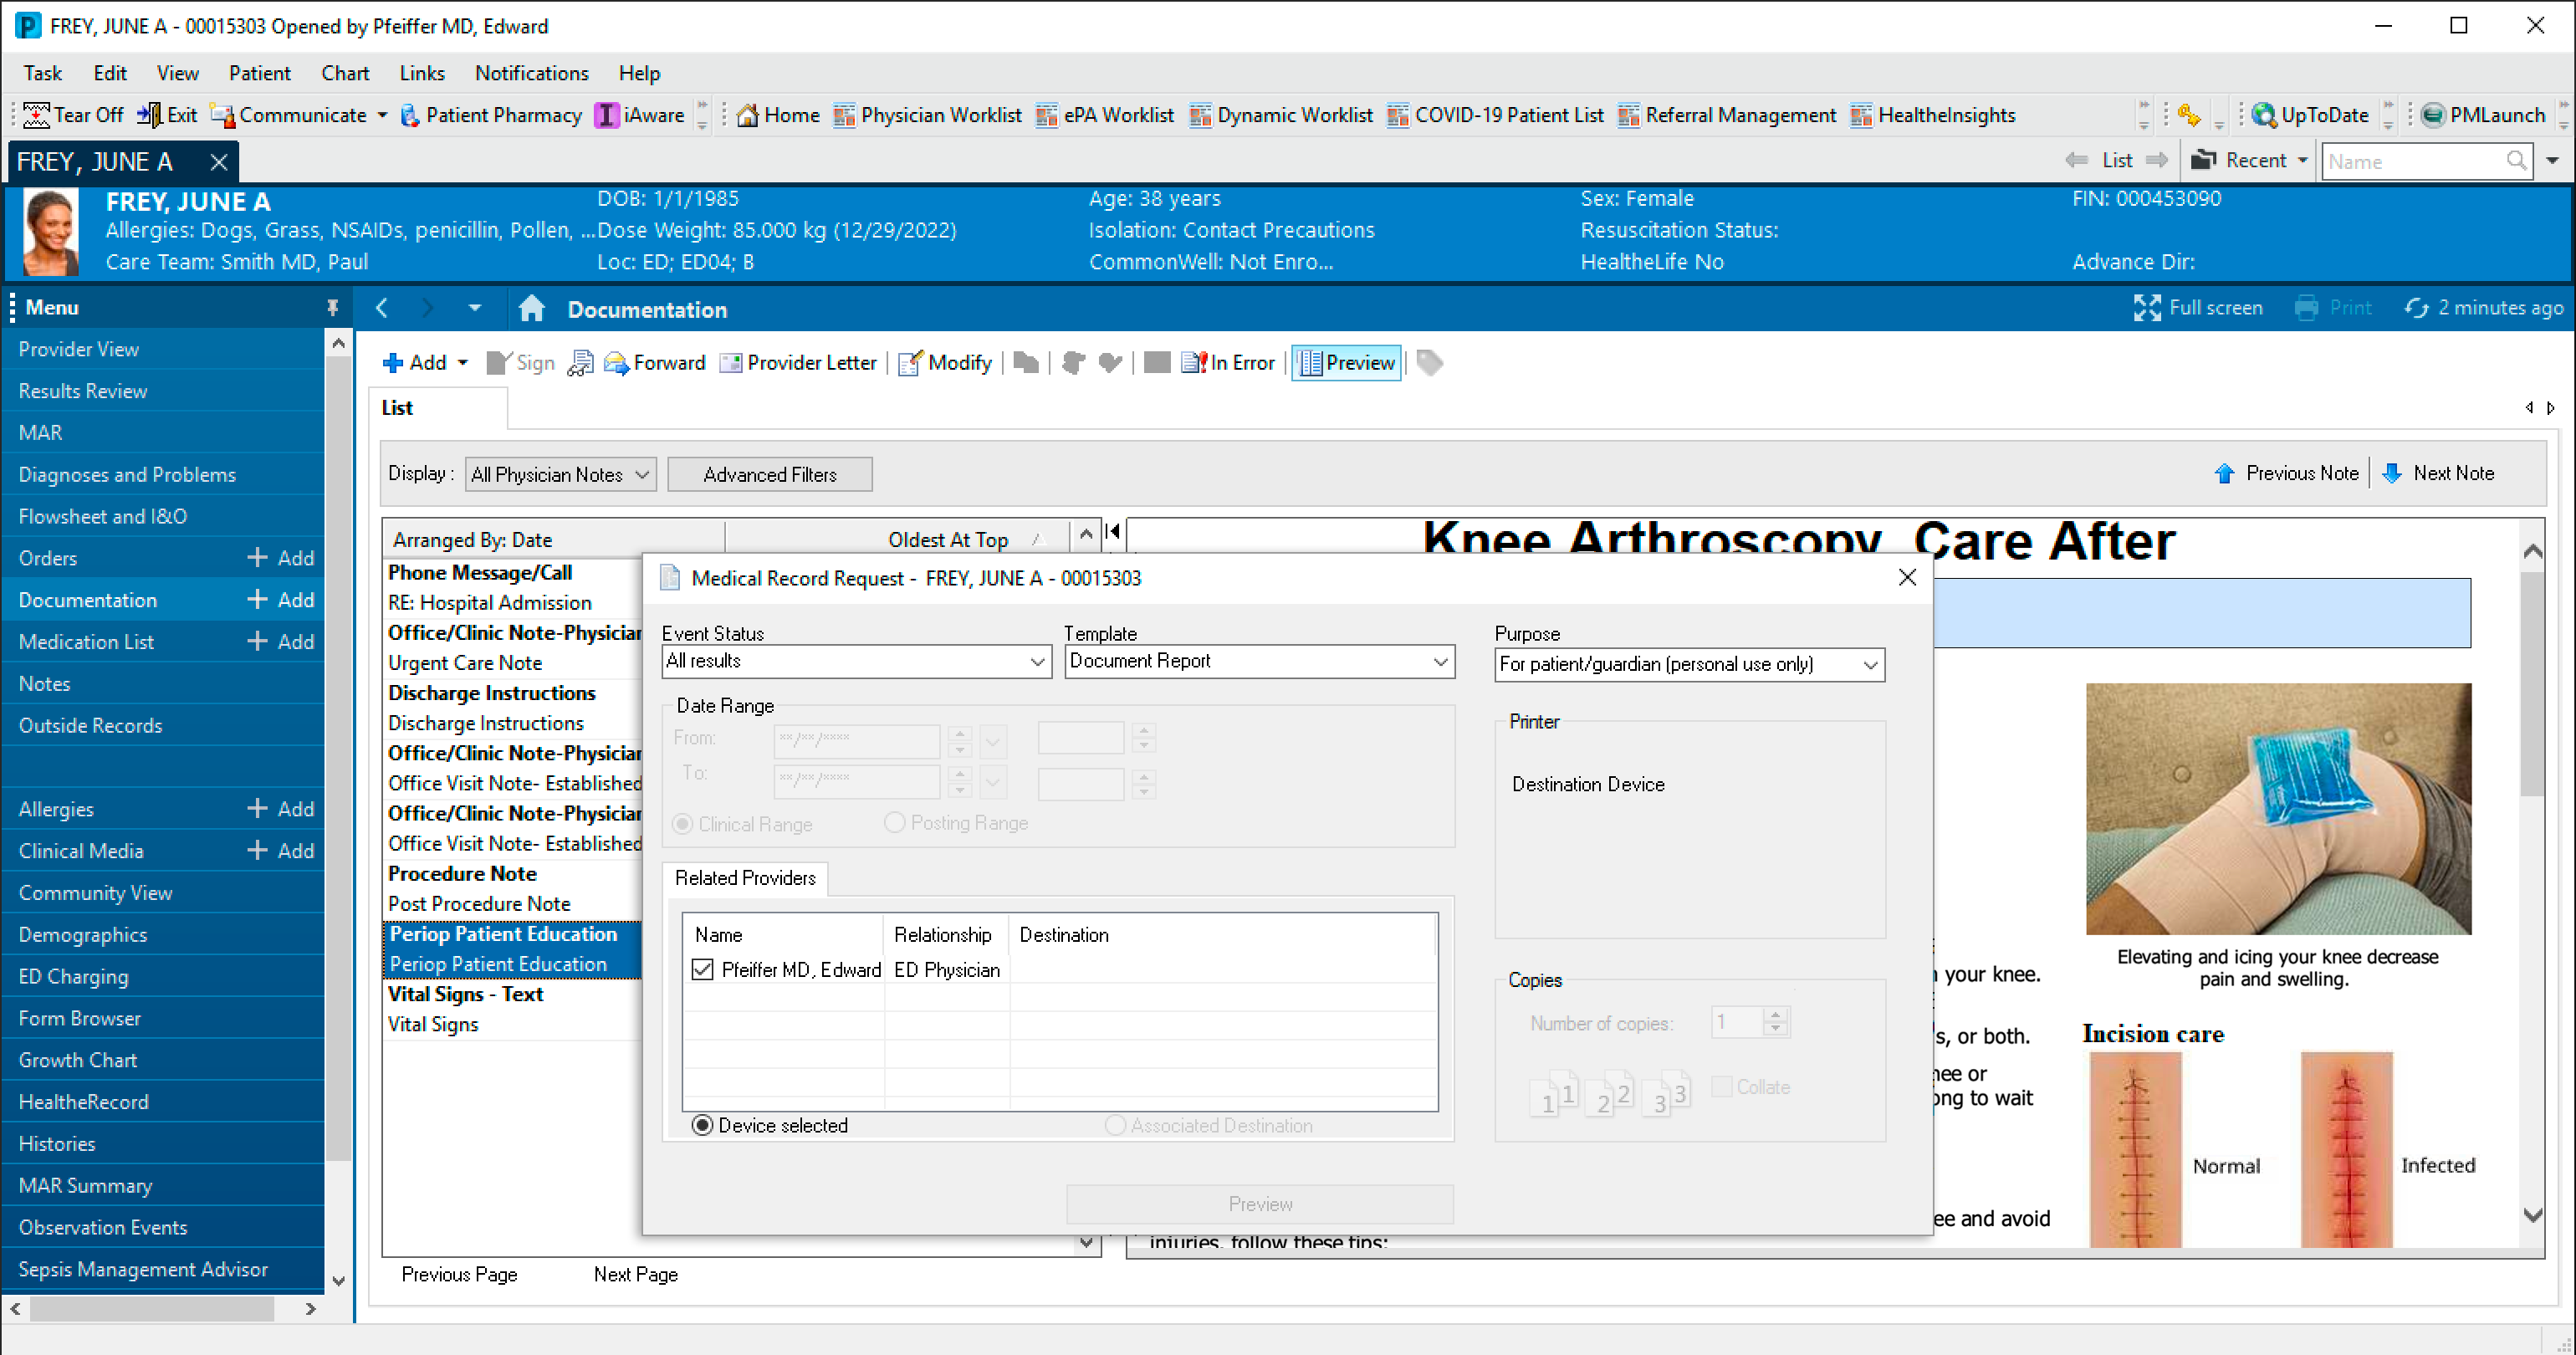 FREY, JUNE A - 00015303 Opened by Pfeiffer MD, Edward
Task Edit View Patient Chart Links Notifications Help
Tear Off Exit Communicate Patient Pharmacy iAware Home Physician Worklist ePA Worklist Dynamic Worklist COVID-19 Patient List Referral Management HealtheInsights UpToDate PMLaunch
FREY, JUNE A List Recent Name
FREY, JUNE A DOB: 1/1/1985 Age: 38 years Sex: Female FIN: 000453090
Allergies: Dogs, Grass, NSAIDs, penicillin, Pollen, ... Dose Weight: 85.000 kg (12/29/2022) Isolation: Contact Precautions Resuscitation Status:
Care Team: Smith MD, Paul Loc: ED; ED04; B CommonWell: Not Enro... HealtheLife No Advance Dir:
Menu
Provider View
Results Review
MAR
Diagnoses and Problems
Flowsheet and I&O
Orders + Add
Documentation + Add
Medication List + Add
Notes
Outside Records
Allergies + Add
Clinical Media + Add
Community View
Demographics
ED Charging
Form Browser
Growth Chart
HealtheRecord
Histories
MAR Summary
Observation Events
Sepsis Management Advisor
Documentation Full screen Print 2 minutes ago
Add Sign Forward Provider Letter Modify In Error Preview
List
Display : All Physician Notes Advanced Filters Previous Note Next Note
Arranged By: Date Oldest At Top
Phone Message/Call
RE: Hospital Admission
Office/Clinic Note-Physician
Urgent Care Note
Discharge Instructions
Discharge Instructions
Office/Clinic Note-Physician
Office Visit Note- Established
Office/Clinic Note-Physician
Office Visit Note- Established
Procedure Note
Post Procedure Note
Periop Patient Education
Periop Patient Education
Vital Signs - Text
Vital Signs
Previous Page Next Page
Knee Arthroscopy, Care After
Medical Record Request - FREY, JUNE A - 00015303
Event Status Template Purpose
All results Document Report For patient/guardian (personal use only)
Date Range
From: **/**/****
To: **/**/****
Clinical Range Posting Range
Printer
Destination Device
Related Providers
Name Relationship Destination
Pfeiffer MD, Edward ED Physician
Device selected Associated Destination
Copies
Number of copies: 1
1 1 2 2 3 3 Collate
Preview
Elevating and icing your knee decrease
pain and swelling.
your knee.
s, or both.
Incision care
nee or
ong to wait
Normal Infected
ee and avoid
injuries, follow these tips: